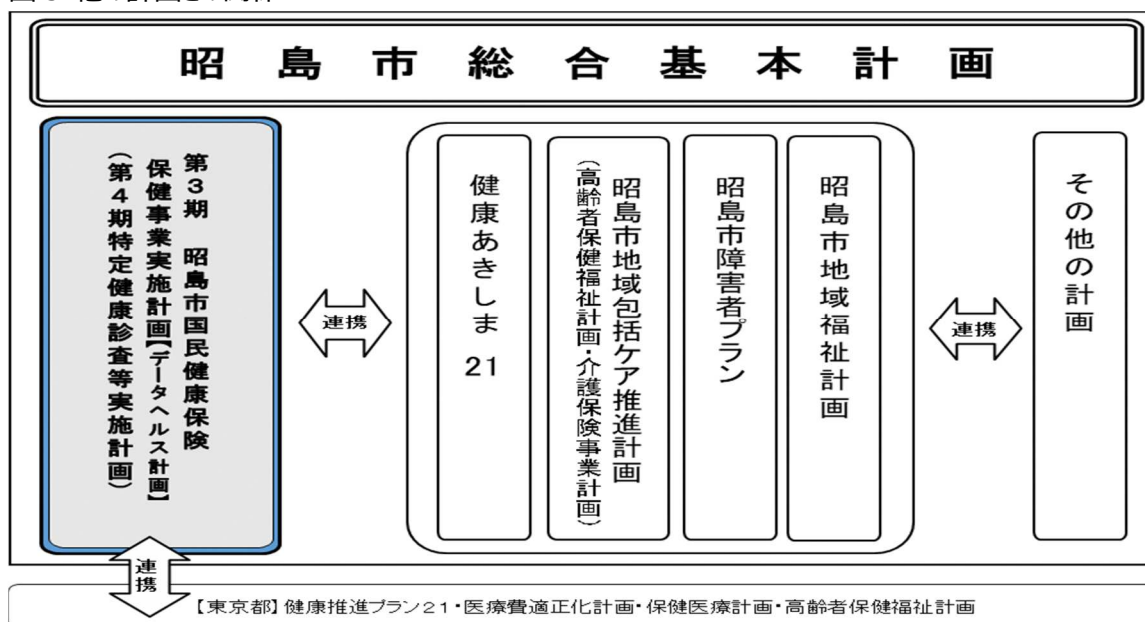 昭島市総合基本計画
第3期 昭島市国民健康保険
保健事業実施計画【データヘルス計画】
(第4期特定健康診査等実施計画)
連携
健康あきしま21
昭島市地域包括ケア推進計画
(高齢者保健福祉計画・介護保険事業計画)
昭島市障害者プラン
昭島市地域福祉計画
連携
その他の計画
連携
【東京都】健康推進プラン21・医療費適正化計画・保健医療計画・高齢者保健福祉計画